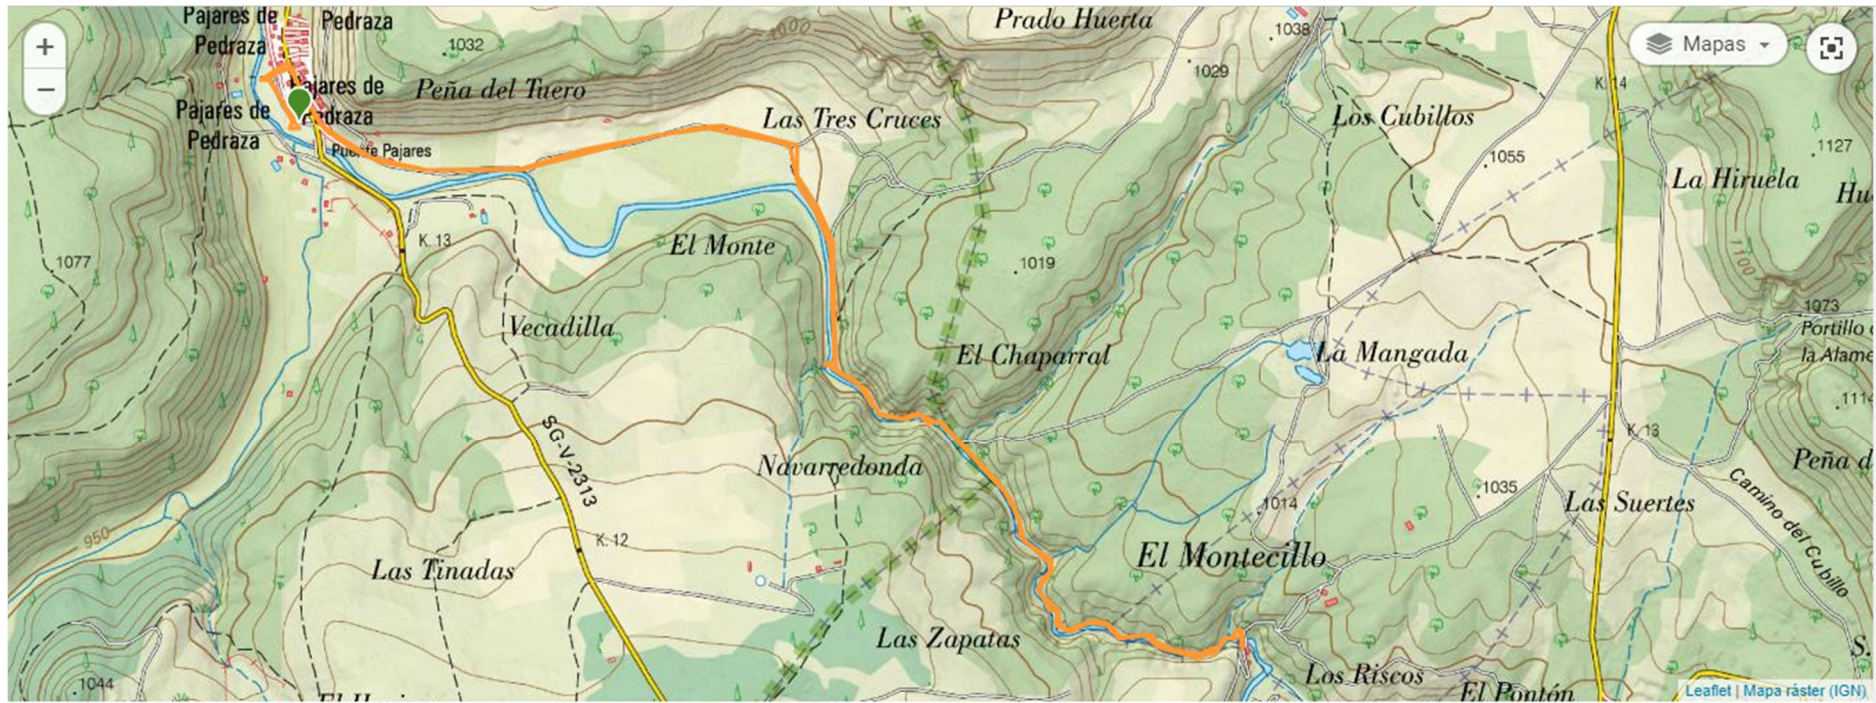 Pajares de
Pedraza
Pedraza
Prado Huerta
1038
1032
1000
+
−
Mapas
1029
K. 14
Peña del Tuero
Pajares de
Pedraza
Pajares de
Pedraza
Las Tres Cruces
Los Cubillos
Puente Pajares
1055
1127
La Hiruela
Hu
K. 13
El Monte
1077
1019
1100
1073
Portillo
la Alame
Vecadilla
El Chaparral
La Mangada
1114
SG-V-2313
K. 13
Navarredonda
Peña d
1035
1014
Las Suertes
Camino del Cubillo
950
K. 12
Las Tinadas
El Montecillo
Las Zapatas
S.
1044
Los Riscos
El Pontón
Leaflet | Mapa ráster (IGN)